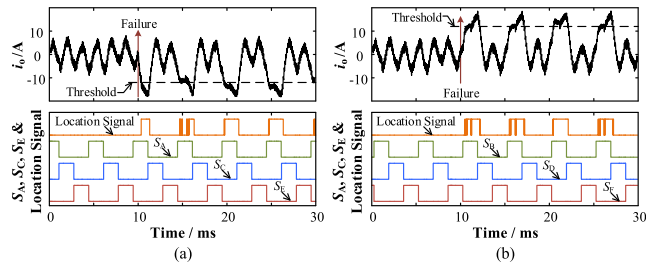 Failure
10
0
-10
i_o/A
Threshold
Location Signal
S_A
S_C
S_E
S_A, S_C, S_E &
Location Signal
0 10 20 30
Time / ms
(a)
Threshold
10
0
-10
i_o/A
Failure
Location Signal
S_B
S_D
S_F
S_A, S_C, S_E &
Location Signal
0 10 20 30
Time / ms
(b)